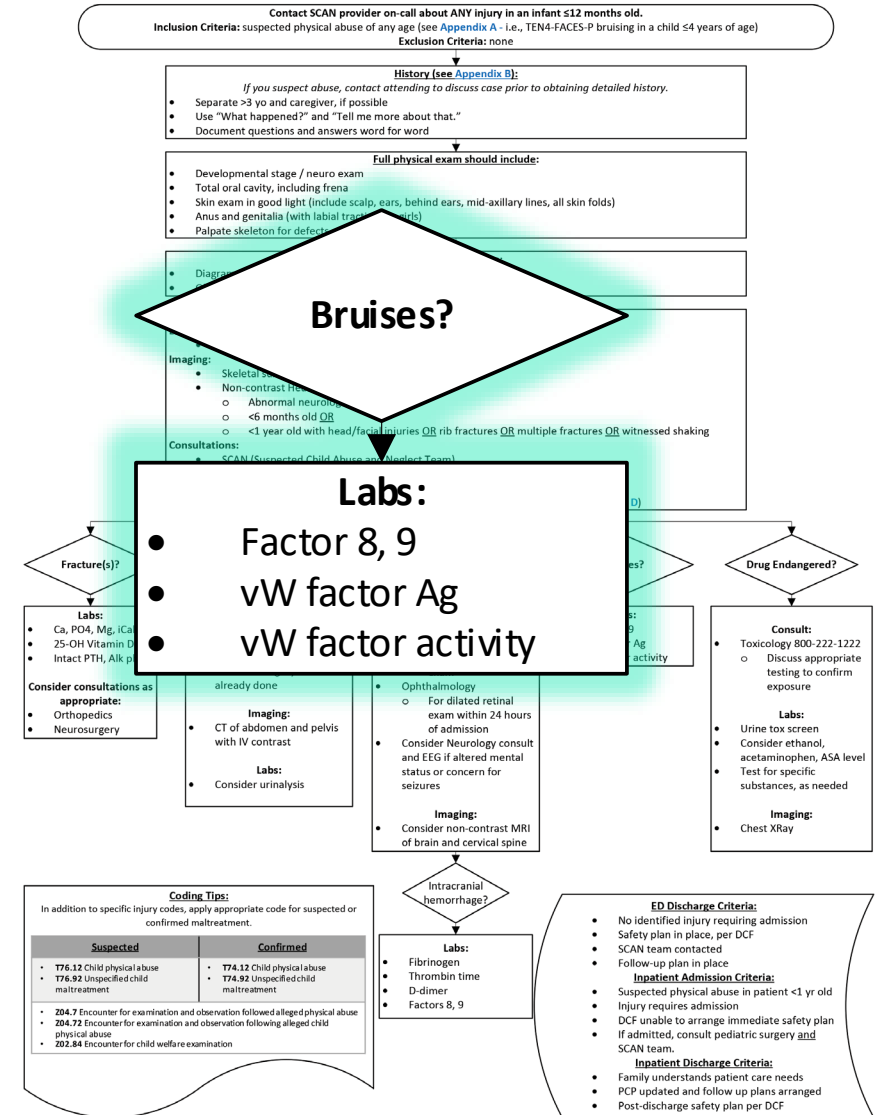 Contact SCAN provider on-call about ANY injury in an infant ≤12 months old.
Inclusion Criteria: suspected physical abuse of any age (see Appendix A - i.e., TEN4-FACES-P bruising in a child ≤4 years of age)
Exclusion Criteria: none
History (see Appendix B):
If you suspect abuse, contact attending to discuss case prior to obtaining detailed history.
• Separate >3 yo and caregiver, if possible
• Use "What happened?" and "Tell me more about that."
• Document questions and answers word for word
Full physical exam should include:
• Developmental stage / neuro exam
• Total oral cavity, including frena
• Skin exam in good light (include scalp, ears, behind ears, mid-axillary lines, all skin folds)
• Anus and genitalia (with labial girls)
• Palpate skeleton for defects
Bruises?
Imaging:
• Skeletal
• Non-contrast
o Abnormal
o <6 months old OR
o <1 year old with head/facial injuries OR rib fractures OR multiple fractures OR witnessed shaking
Consultations:
• SCAN (Suspected Child Abuse and Neglect Team)
D)
Labs:
• Factor 8, 9
• vW factor Ag
• vW factor activity
Fracture(s)?
Labs:
• Ca, PO4, Mg, iCal
• 25-OH Vitamin D
• Intact PTH, Alk
Consider consultations as
appropriate:
• Orthopedics
• Neurosurgery
already done
Imaging:
• CT of abdomen and pelvis
with IV contrast
Labs:
• Consider urinalysis
• Ophthalmology
o For dilated retinal
exam within 24 hours
of admission
• Consider Neurology consult
and EEG if altered mental
status or concern for
seizures
Imaging:
• Consider non-contrast MRI
of brain and cervical spine
Intracranial
hemorrhage?
Labs:
• Fibrinogen
• Thrombin time
• D-dimer
• Factors 8, 9
Ag
activity
Drug Endangered?
Consult:
• Toxicology 800-222-1222
o Discuss appropriate
testing to confirm
exposure
Labs:
• Urine tox screen
• Consider ethanol,
acetaminophen, ASA level
• Test for specific
substances, as needed
Imaging:
• Chest XRay
Coding Tips:
In addition to specific injury codes, apply appropriate code for suspected or
confirmed maltreatment.
Suspected Confirmed
• T76.12 Child physical abuse
• T76.92 Unspecified child
maltreatment
• T74.12 Child physical abuse
• T74.92 Unspecified child
maltreatment
• Z04.7 Encounter for examination and observation followed alleged physical abuse
• Z04.72 Encounter for examination and observation following alleged child
physical abuse
• Z02.84 Encounter for child welfare examination
ED Discharge Criteria:
• No identified injury requiring admission
• Safety plan in place, per DCF
• SCAN team contacted
• Follow-up plan in place
Inpatient Admission Criteria:
• Suspected physical abuse in patient <1 yr old
• Injury requires admission
• DCF unable to arrange immediate safety plan
• If admitted, consult pediatric surgery and
SCAN team.
Inpatient Discharge Criteria:
• Family understands patient care needs
• PCP updated and follow up plans arranged
• Post-discharge safety plan per DCF